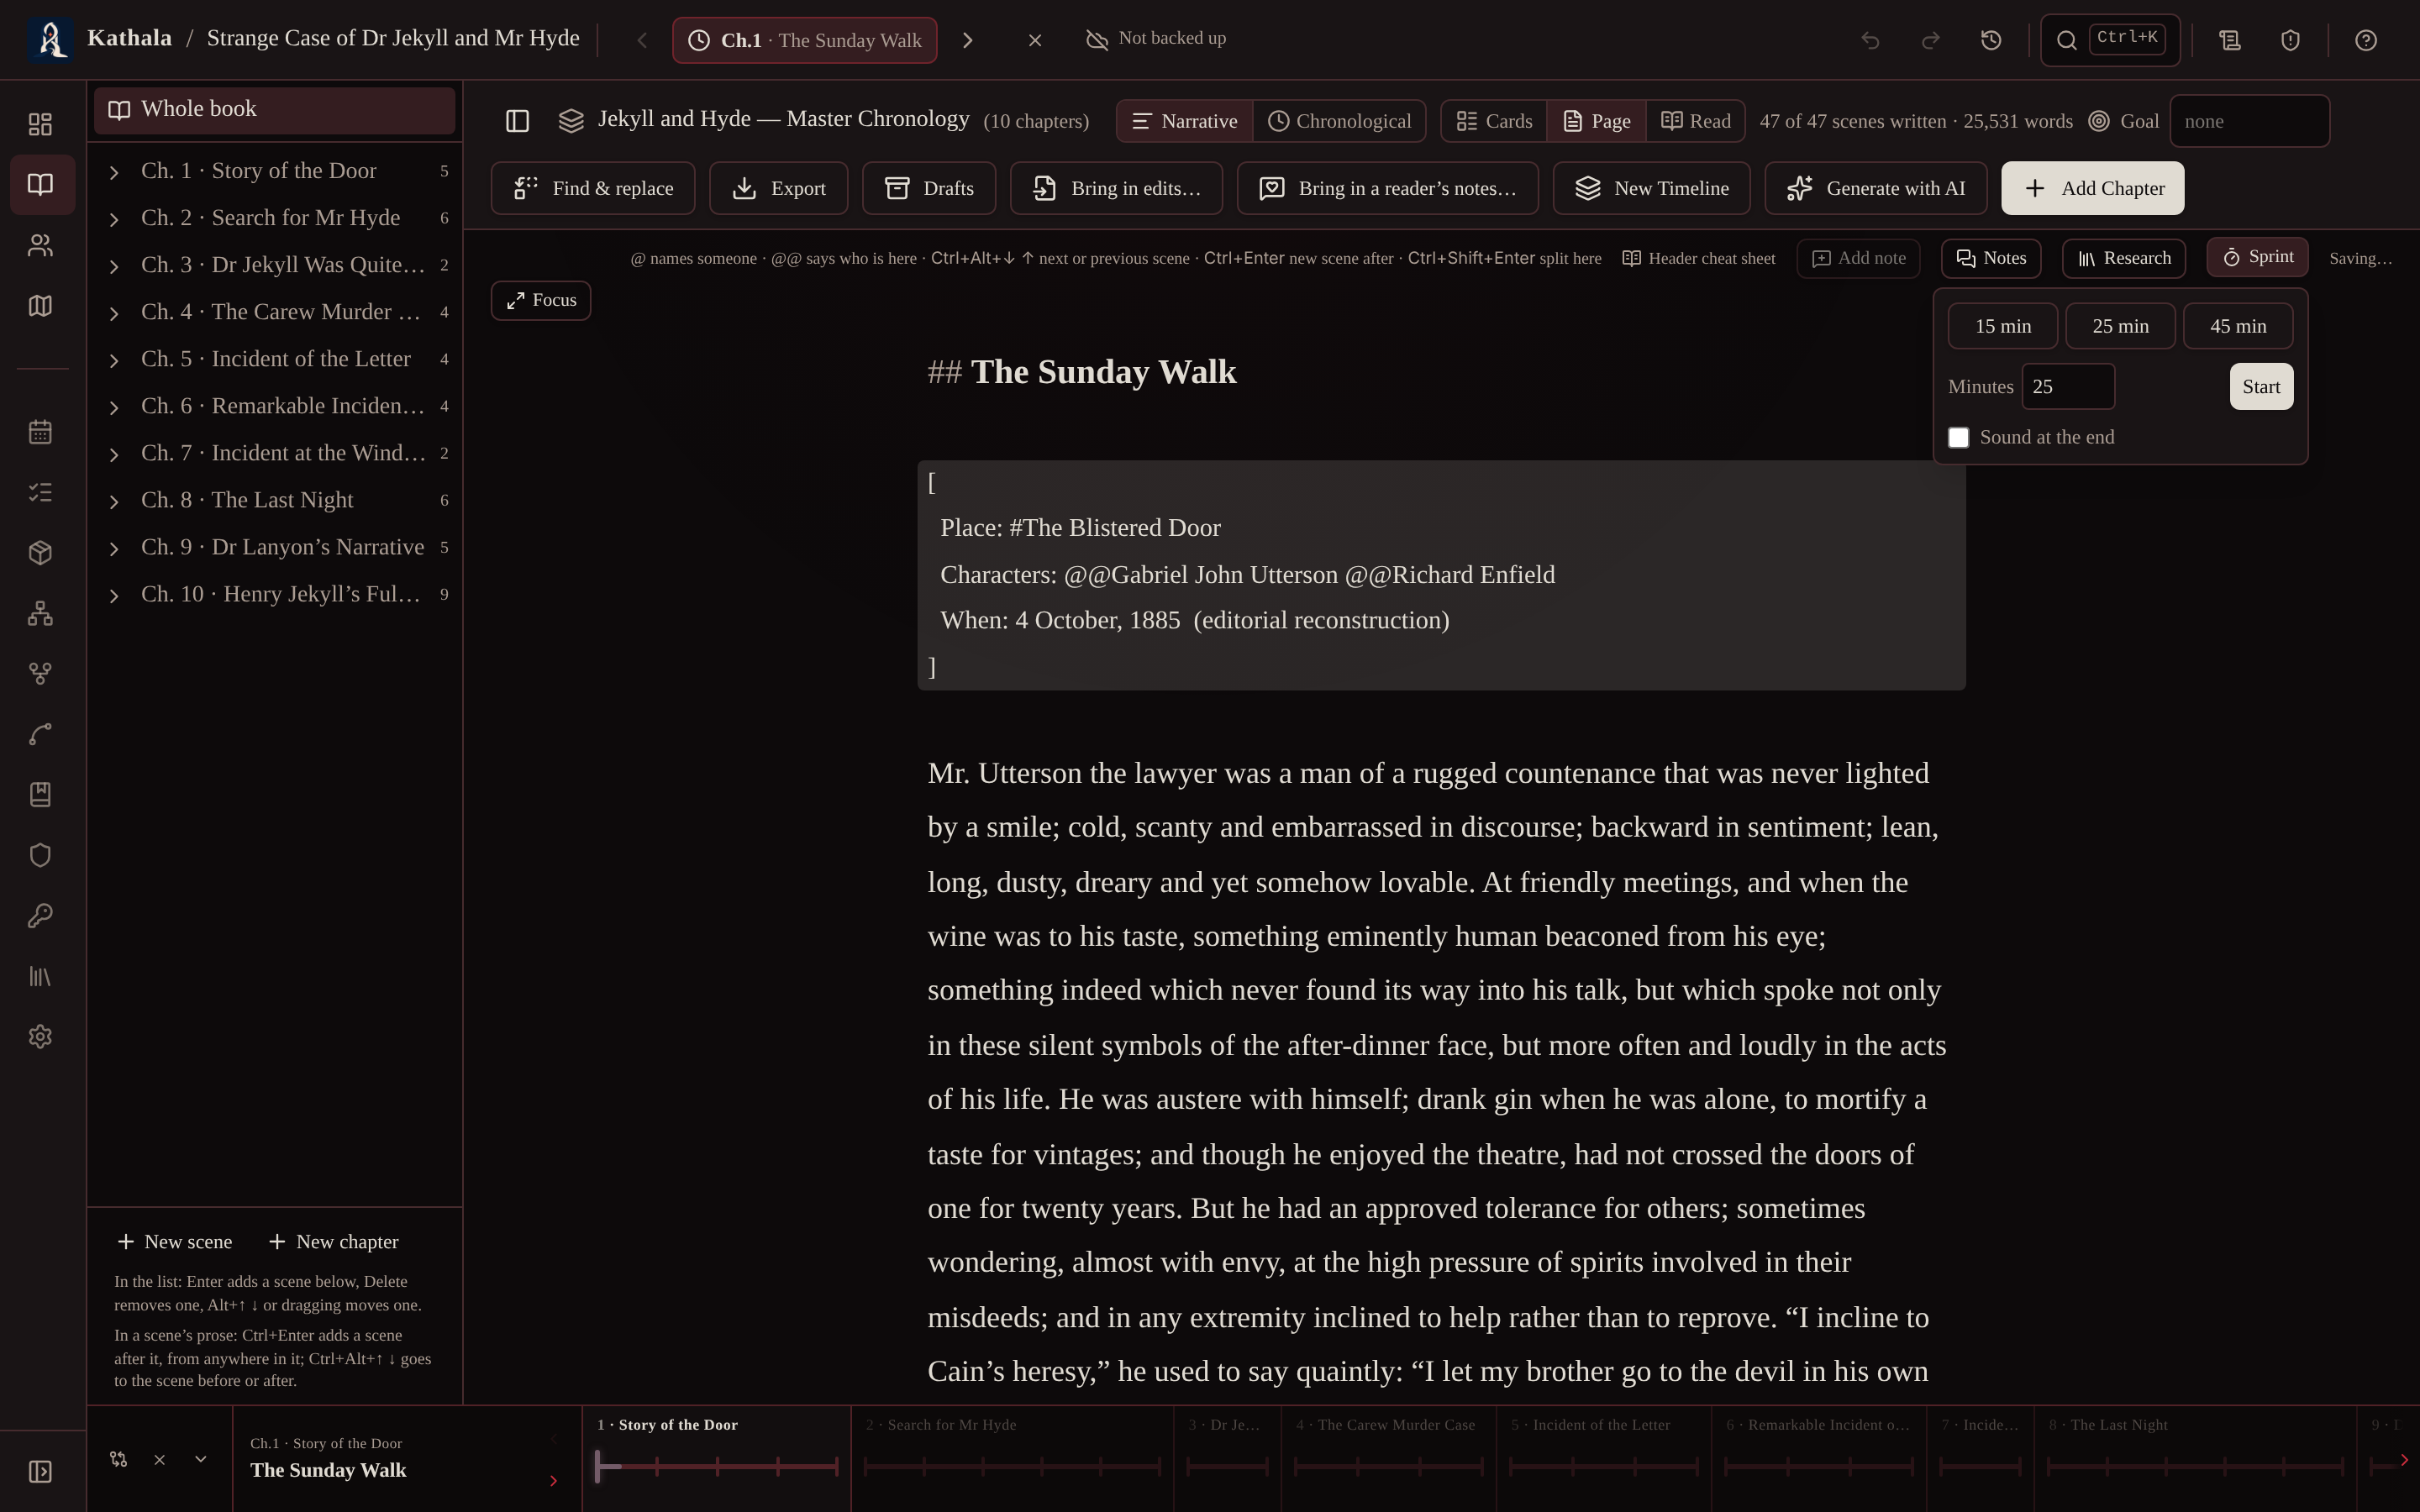 Kathala / Strange Case of Dr Jekyll and Mr Hyde
Ch.1 · The Sunday Walk
Not backed up
Ctrl+K
Whole book
Ch. 1 · Story of the Door 5
Ch. 2 · Search for Mr Hyde 6
Ch. 3 · Dr Jekyll Was Quite… 2
Ch. 4 · The Carew Murder … 4
Ch. 5 · Incident of the Letter 4
Ch. 6 · Remarkable Inciden… 4
Ch. 7 · Incident at the Wind… 2
Ch. 8 · The Last Night 6
Ch. 9 · Dr Lanyon’s Narrative 5
Ch. 10 · Henry Jekyll’s Ful… 9
New scene New chapter
In the list: Enter adds a scene below, Delete
removes one, Alt+↑ ↓ or dragging moves one.
In a scene’s prose: Ctrl+Enter adds a scene
after it, from anywhere in it; Ctrl+Alt+↑ ↓ goes
to the scene before or after.
Jekyll and Hyde — Master Chronology (10 chapters) Narrative Chronological Cards Page Read 47 of 47 scenes written · 25,531 words Goal none
Find & replace Export Drafts Bring in edits… Bring in a reader’s notes… New Timeline Generate with AI Add Chapter
@ names someone · @@ says who is here · Ctrl+Alt+↓ ↑ next or previous scene · Ctrl+Enter new scene after · Ctrl+Shift+Enter split here Header cheat sheet Add note Notes Research Sprint Saving…
Focus
15 min 25 min 45 min
Minutes 25 Start
Sound at the end
## The Sunday Walk
[
Place: #The Blistered Door
Characters: @@Gabriel John Utterson @@Richard Enfield
When: 4 October, 1885 (editorial reconstruction)
]
Mr. Utterson the lawyer was a man of a rugged countenance that was never lighted
by a smile; cold, scanty and embarrassed in discourse; backward in sentiment; lean,
long, dusty, dreary and yet somehow lovable. At friendly meetings, and when the
wine was to his taste, something eminently human beaconed from his eye;
something indeed which never found its way into his talk, but which spoke not only
in these silent symbols of the after-dinner face, but more often and loudly in the acts
of his life. He was austere with himself; drank gin when he was alone, to mortify a
taste for vintages; and though he enjoyed the theatre, had not crossed the doors of
one for twenty years. But he had an approved tolerance for others; sometimes
wondering, almost with envy, at the high pressure of spirits involved in their
misdeeds; and in any extremity inclined to help rather than to reprove. “I incline to
Cain’s heresy,” he used to say quaintly: “I let my brother go to the devil in his own
Ch.1 · Story of the Door
The Sunday Walk
1 · Story of the Door
2 · Search for Mr Hyde
3 · Dr Je…
4 · The Carew Murder Case
5 · Incident of the Letter
6 · Remarkable Incident o…
7 · Incide…
8 · The Last Night
9 ·